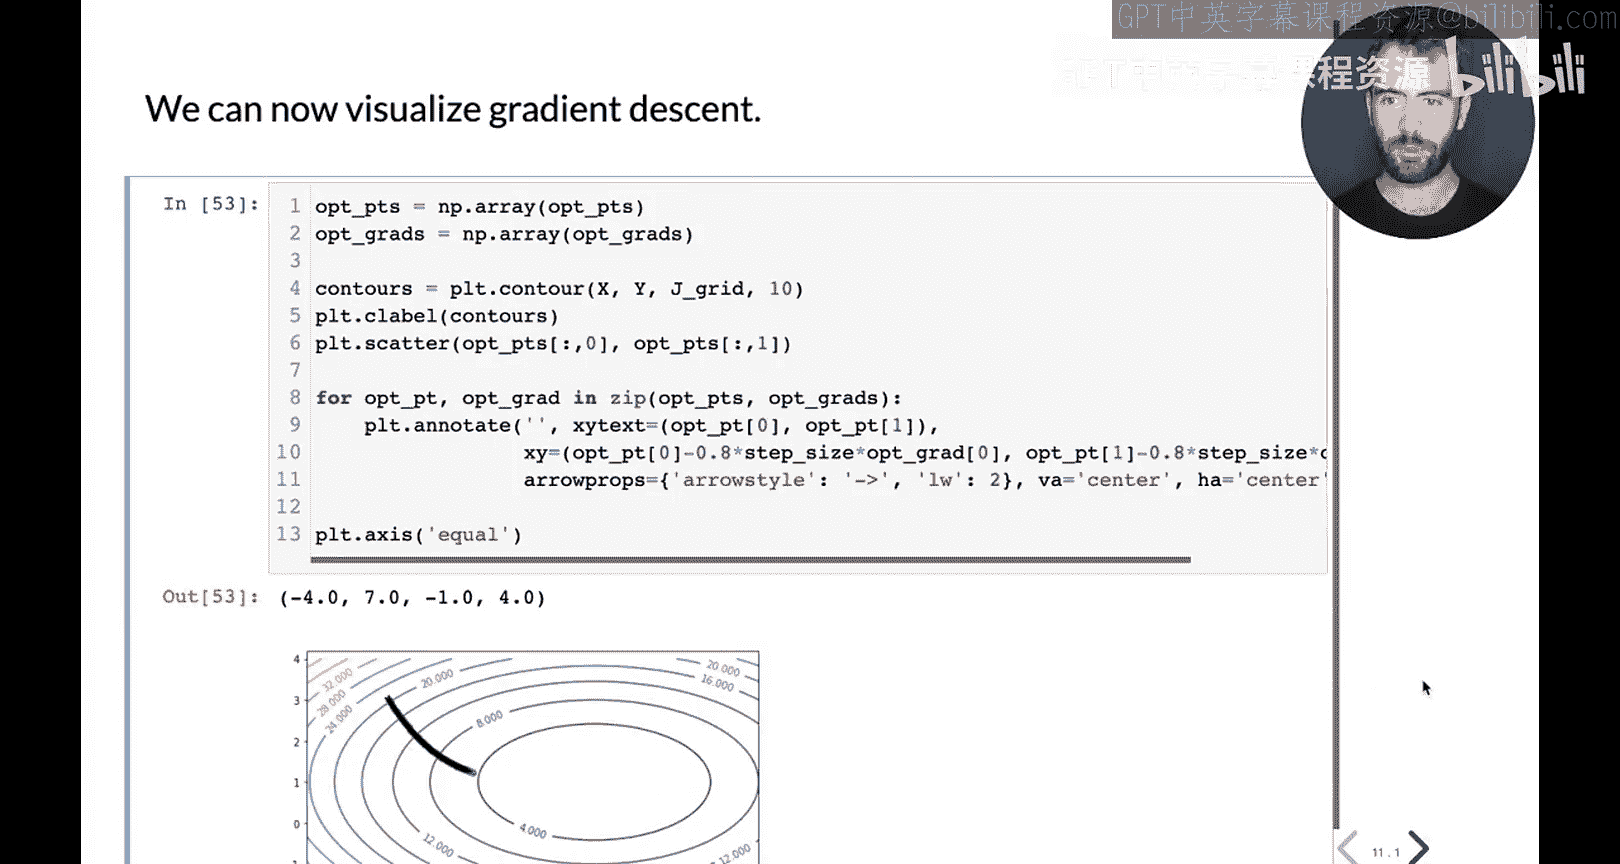 GPT中英字幕课程资源@bilibili.com
课程资源 bilibili
We can now visualize gradient descent.
In [53]:
1 opt_pts = np.array(opt_pts)
2 opt_grads = np.array(opt_grads)
3
4 contours = plt.contour(X, Y, J_grid, 10)
5 plt.clabel(contours)
6 plt.scatter(opt_pts[:,0], opt_pts[:,1])
7
8 for opt_pt, opt_grad in zip(opt_pts, opt_grads):
9 plt.annotate('', xytext=(opt_pt[0], opt_pt[1]),
10 xy=(opt_pt[0]-0.8*step_size*opt_grad[0], opt_pt[1]-0.8*step_size*
11 arrowprops={'arrowstyle': '->', 'lw': 2}, va='center', ha='center'
12
13 plt.axis('equal')
Out[53]: (-4.0, 7.0, -1.0, 4.0)
4
3
2
1
0
32.000
28.000
24.000
20.000
8.000
20.000
16.000
4.000
12.000
12.000
11.1